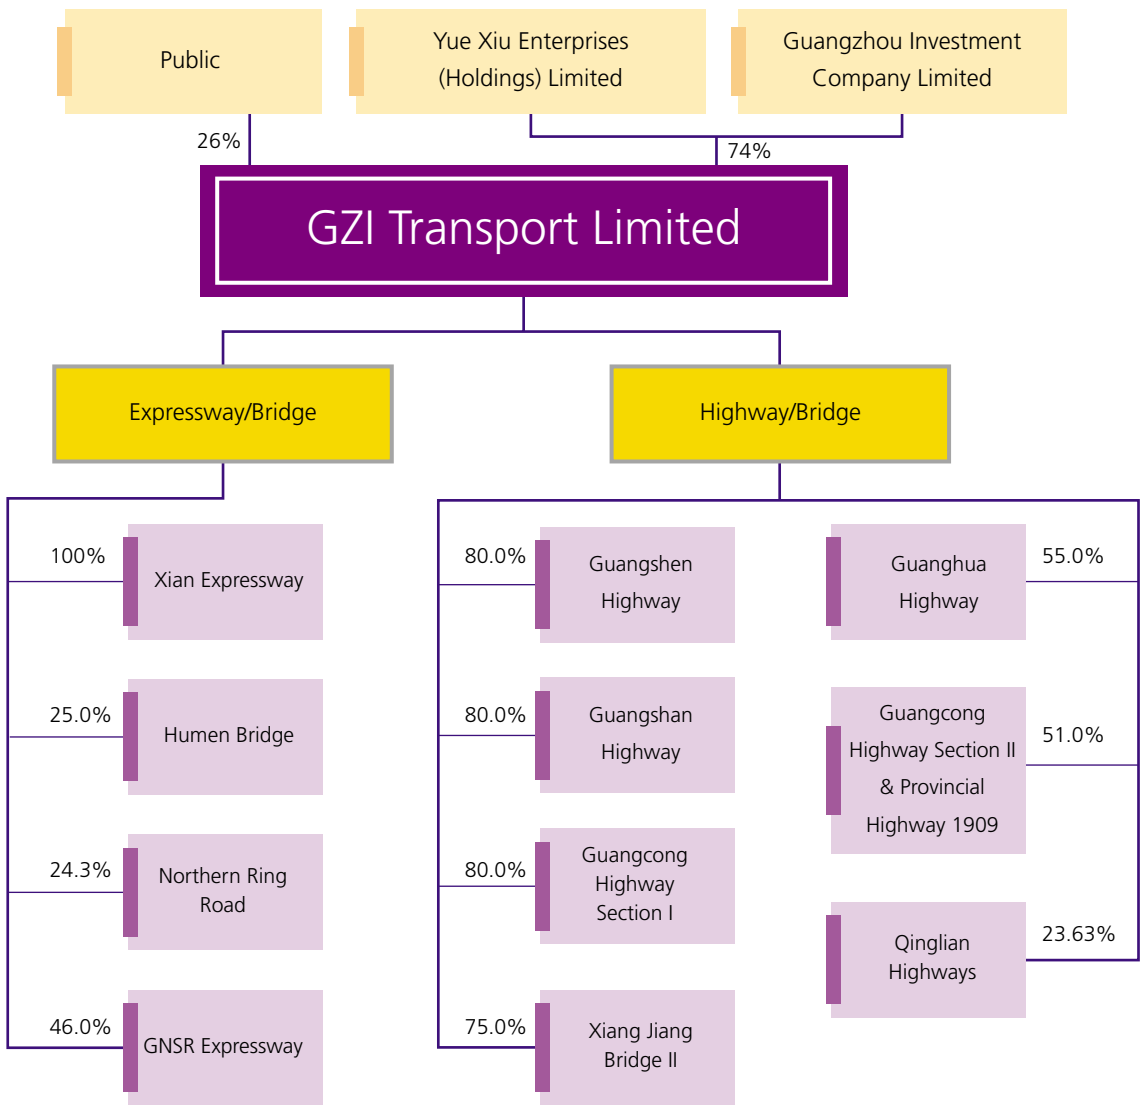 Public
Yue Xiu Enterprises
(Holdings) Limited
Guangzhou Investment
Company Limited
26%
74%
GZI Transport Limited
Expressway/Bridge
Highway/Bridge
100%
Xian Expressway
25.0%
Humen Bridge
24.3%
Northern Ring
Road
46.0%
GNSR Expressway
80.0%
Guangshen
Highway
80.0%
Guangshan
Highway
80.0%
Guangcong
Highway
Section I
75.0%
Xiang Jiang
Bridge II
Guanghua
Highway
55.0%
Guangcong
Highway Section II
& Provincial
Highway 1909
51.0%
Qinglian
Highways
23.63%